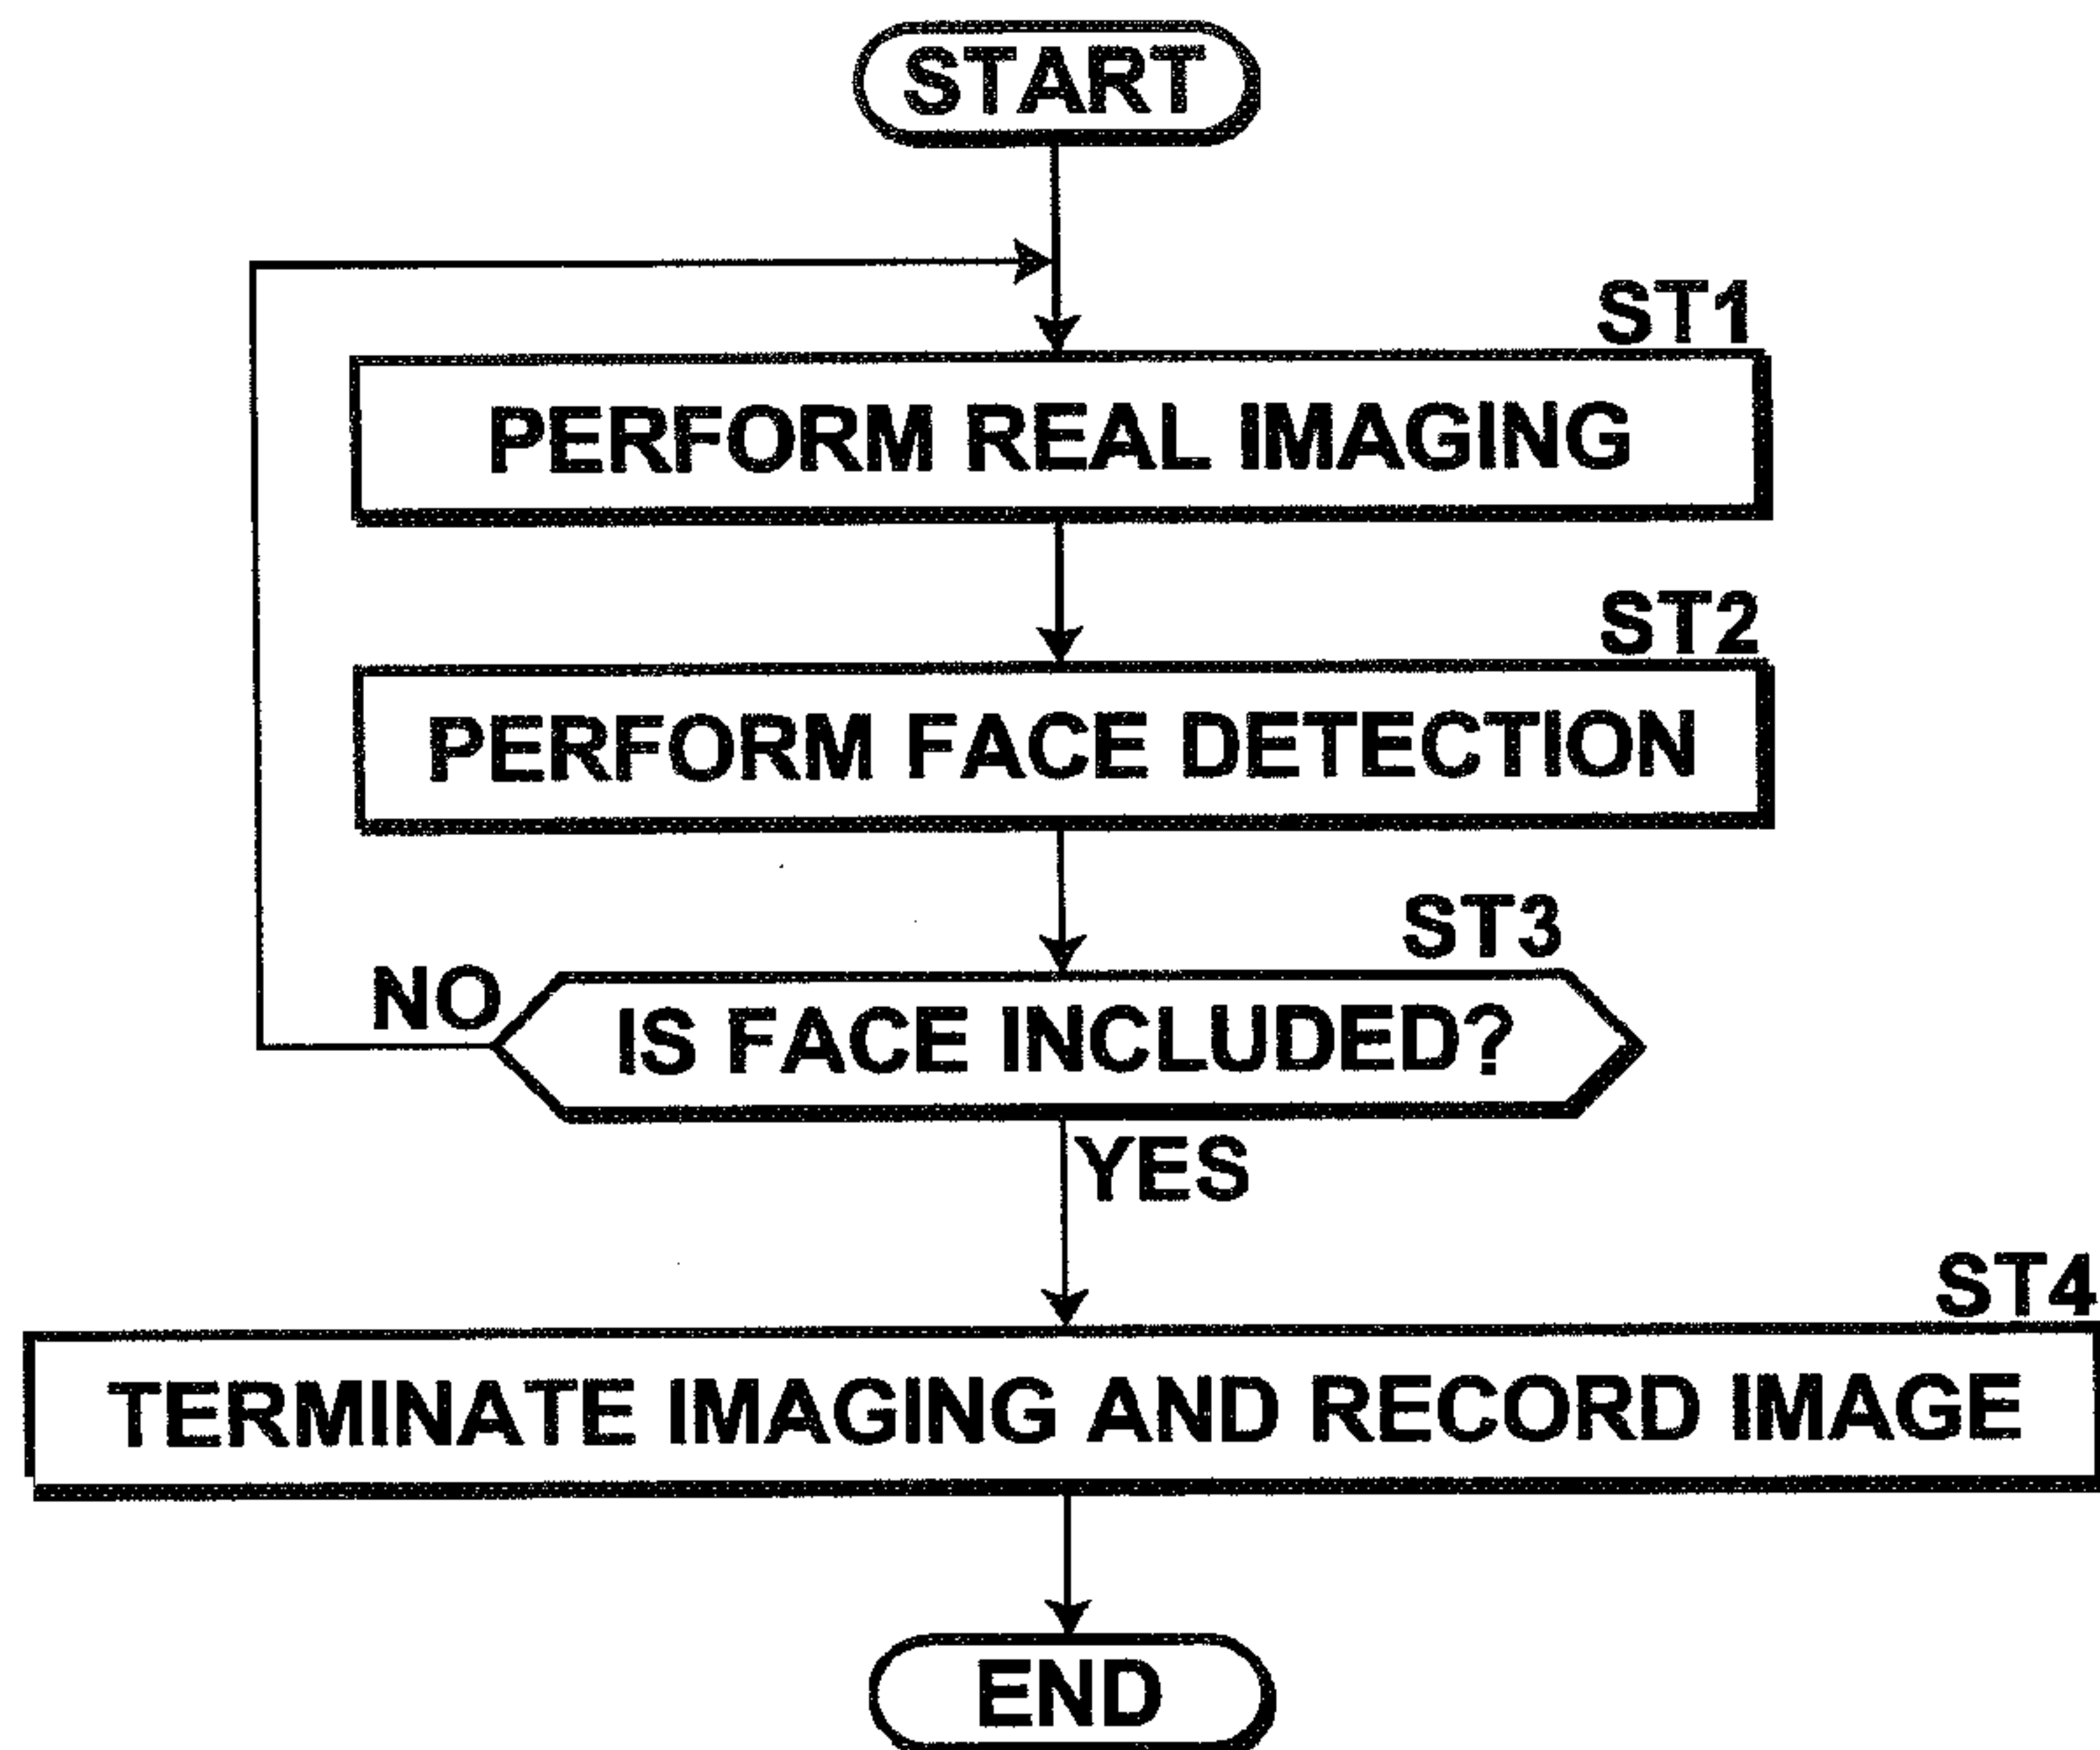 START
ST1
PERFORM REAL IMAGING
ST2
PERFORM FACE DETECTION
ST3
NO
IS FACE INCLUDED?
YES
ST4
TERMINATE IMAGING AND RECORD IMAGE
END